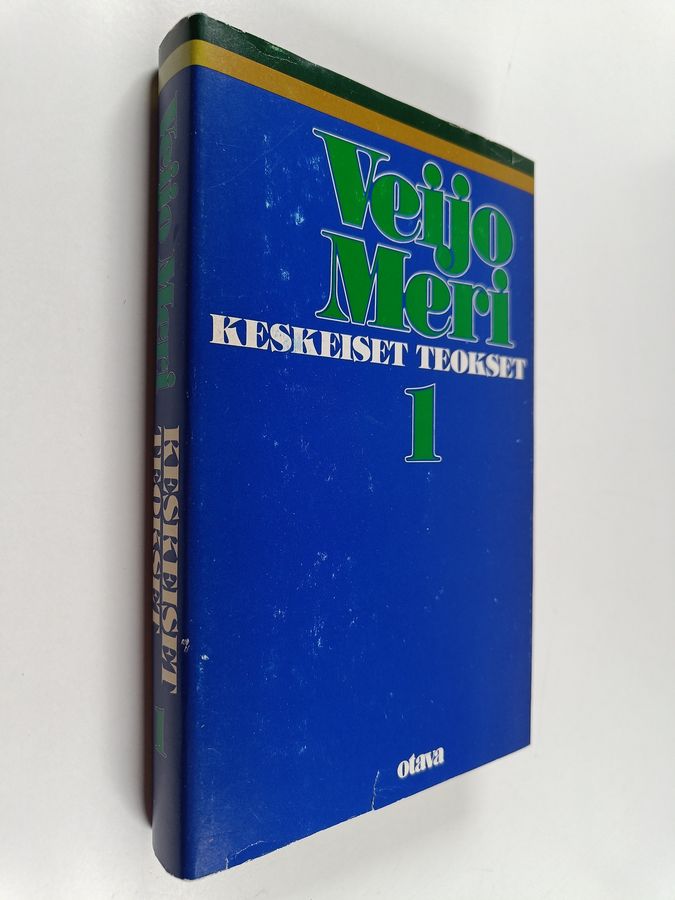 Veijo
Meri
KESKEISET TEOKSET
1
otava
Veijo Meri
KESKEISET
TEOKSET
1